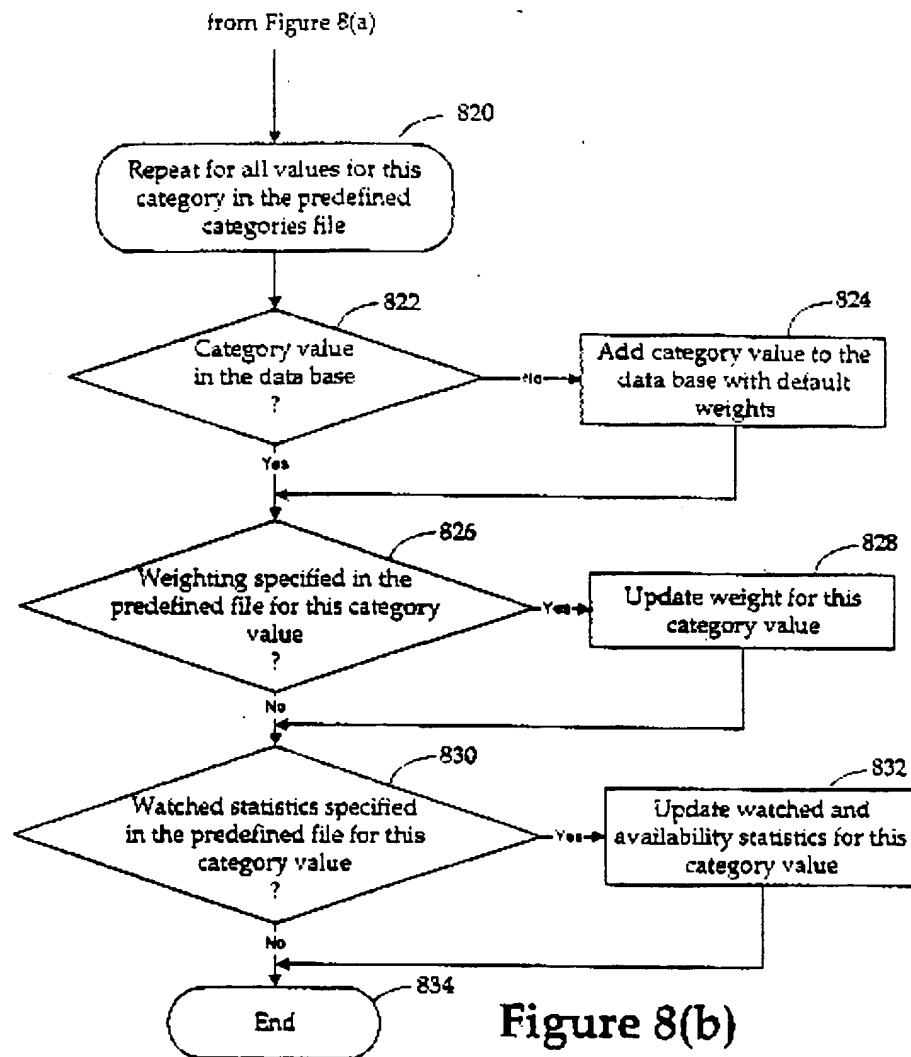 from Figure 8(a)
820
Repeat for all values for this
category in the predefined
categories file
822
Category value
in the data base
?
No
824
Add category value to the
data base with default
weights
Yes
826
Weighting specified in the
predefined file for this category
value
?
Yes
828
Update weight for this
category value
No
830
Watched statistics specified
in the predefined file for this
category value
?
Yes
832
Update watched and
availability statistics for this
category value
No
834
End
Figure 8(b)